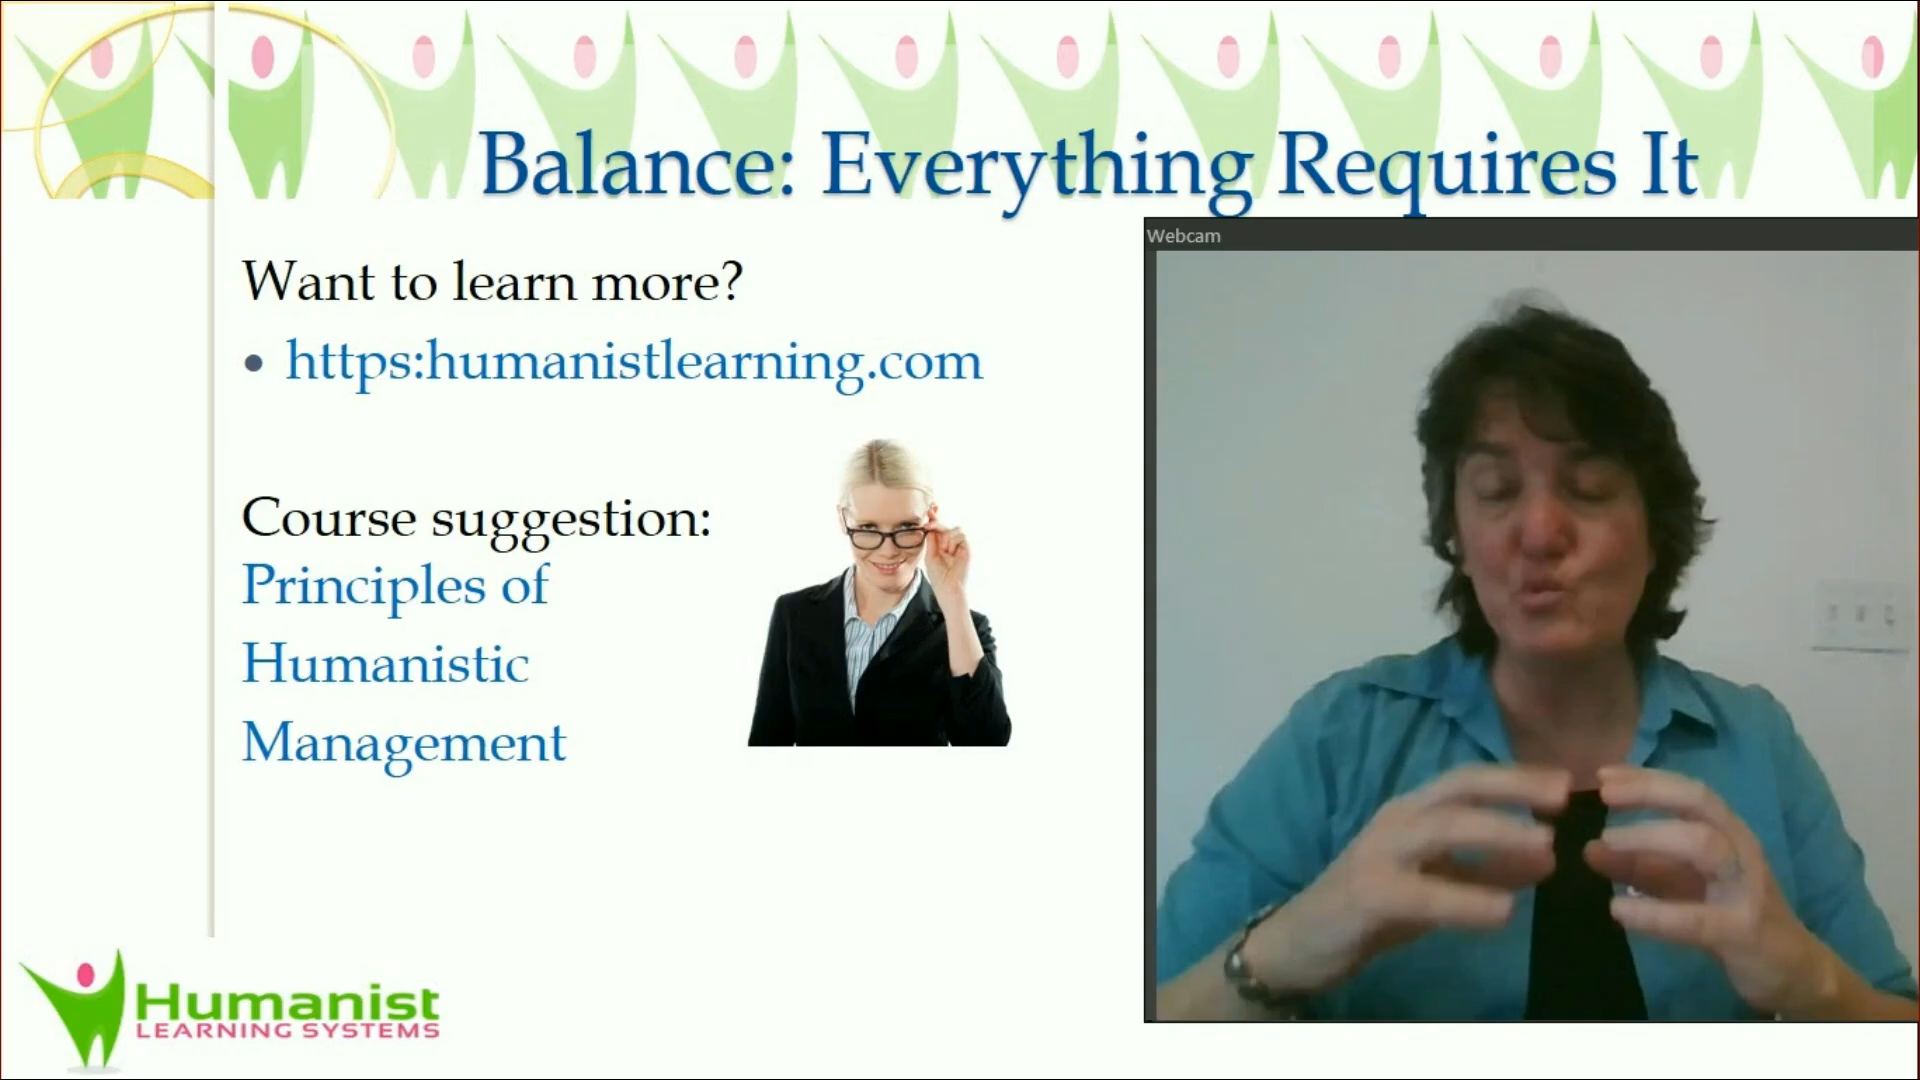 Balance: Everything Requires It
Webcam
Want to learn more?
• https:humanistlearning.com
Course suggestion:
Principles of
Humanistic
Management
Humanist
LEARNING SYSTEMS